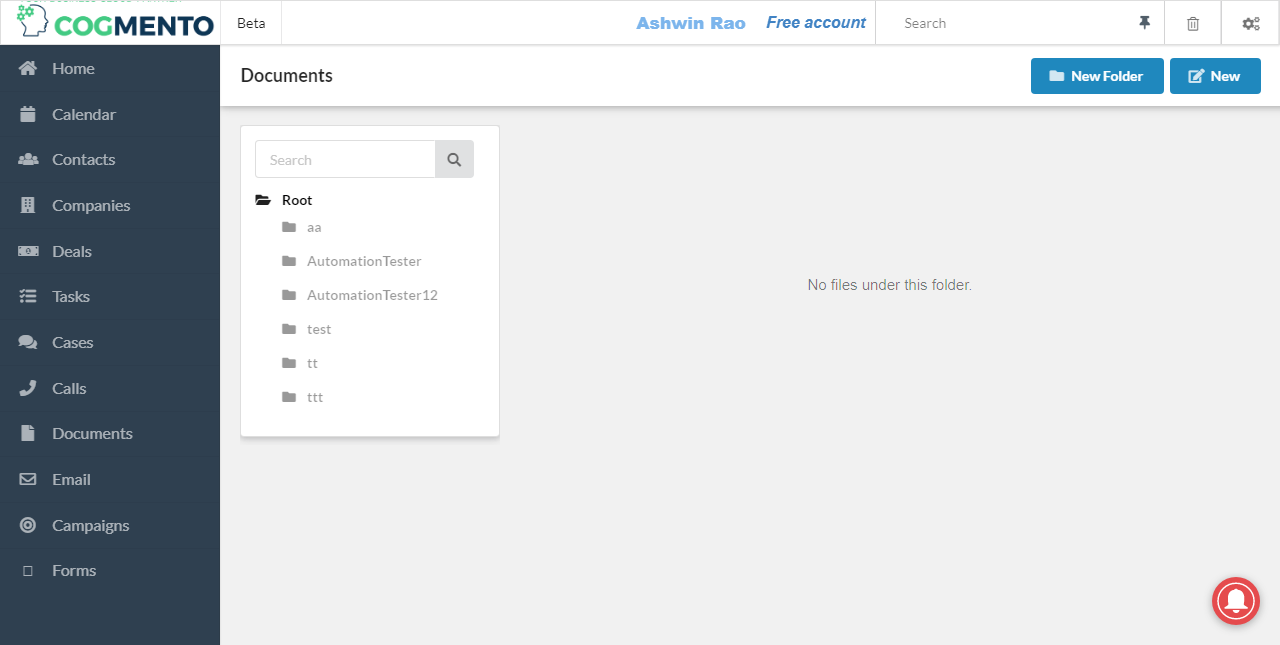 COGMENTO
Beta
Ashwin Rao
Free account
Search
Home
Calendar
Contacts
Companies
Deals
Tasks
Cases
Calls
Documents
Email
Campaigns
Forms
Documents
New Folder
New
Search
Root
aa
AutomationTester
AutomationTester12
test
tt
ttt
No files under this folder.